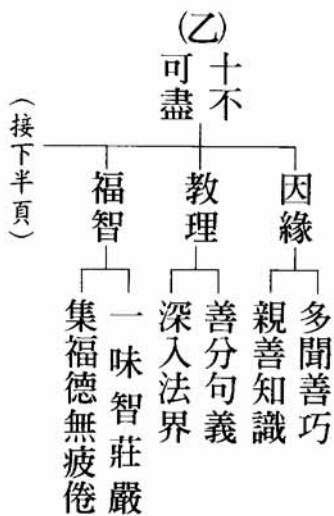 (乙)
十不
可盡
因緣
多聞善巧
親善知識
教理
善分句義
深入法界
福智
一味智莊嚴
集福德無疲倦
(接下半頁)